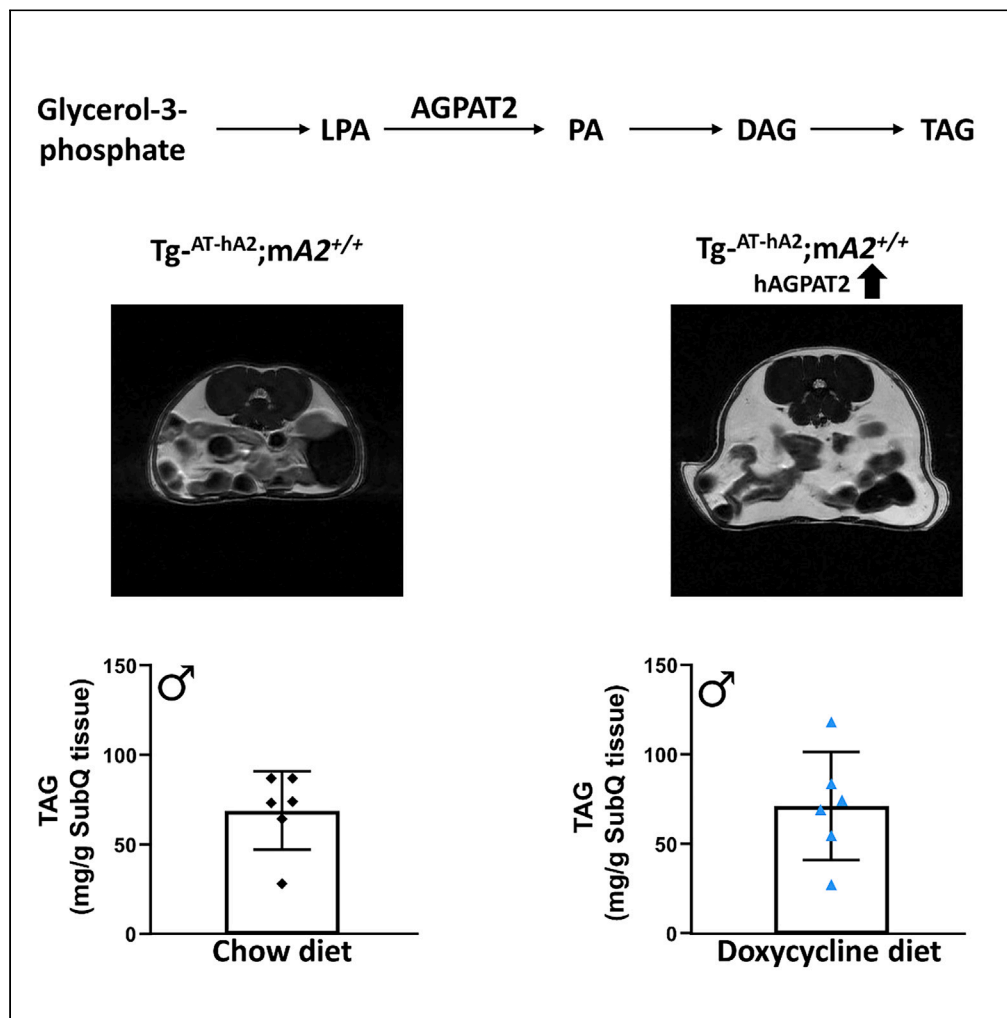 Glycerol-3-
phosphate
LPA
AGPAT2
PA
DAG
TAG
Tg-AT-hA2;mA2+/+
Tg-AT-hA2;mA2+/+
hAGPAT2
150
100
50
0
TAG
(mg/g SubQ tissue)
♂
Chow diet
150
100
50
0
TAG
(mg/g SubQ tissue)
♂
Doxycycline diet